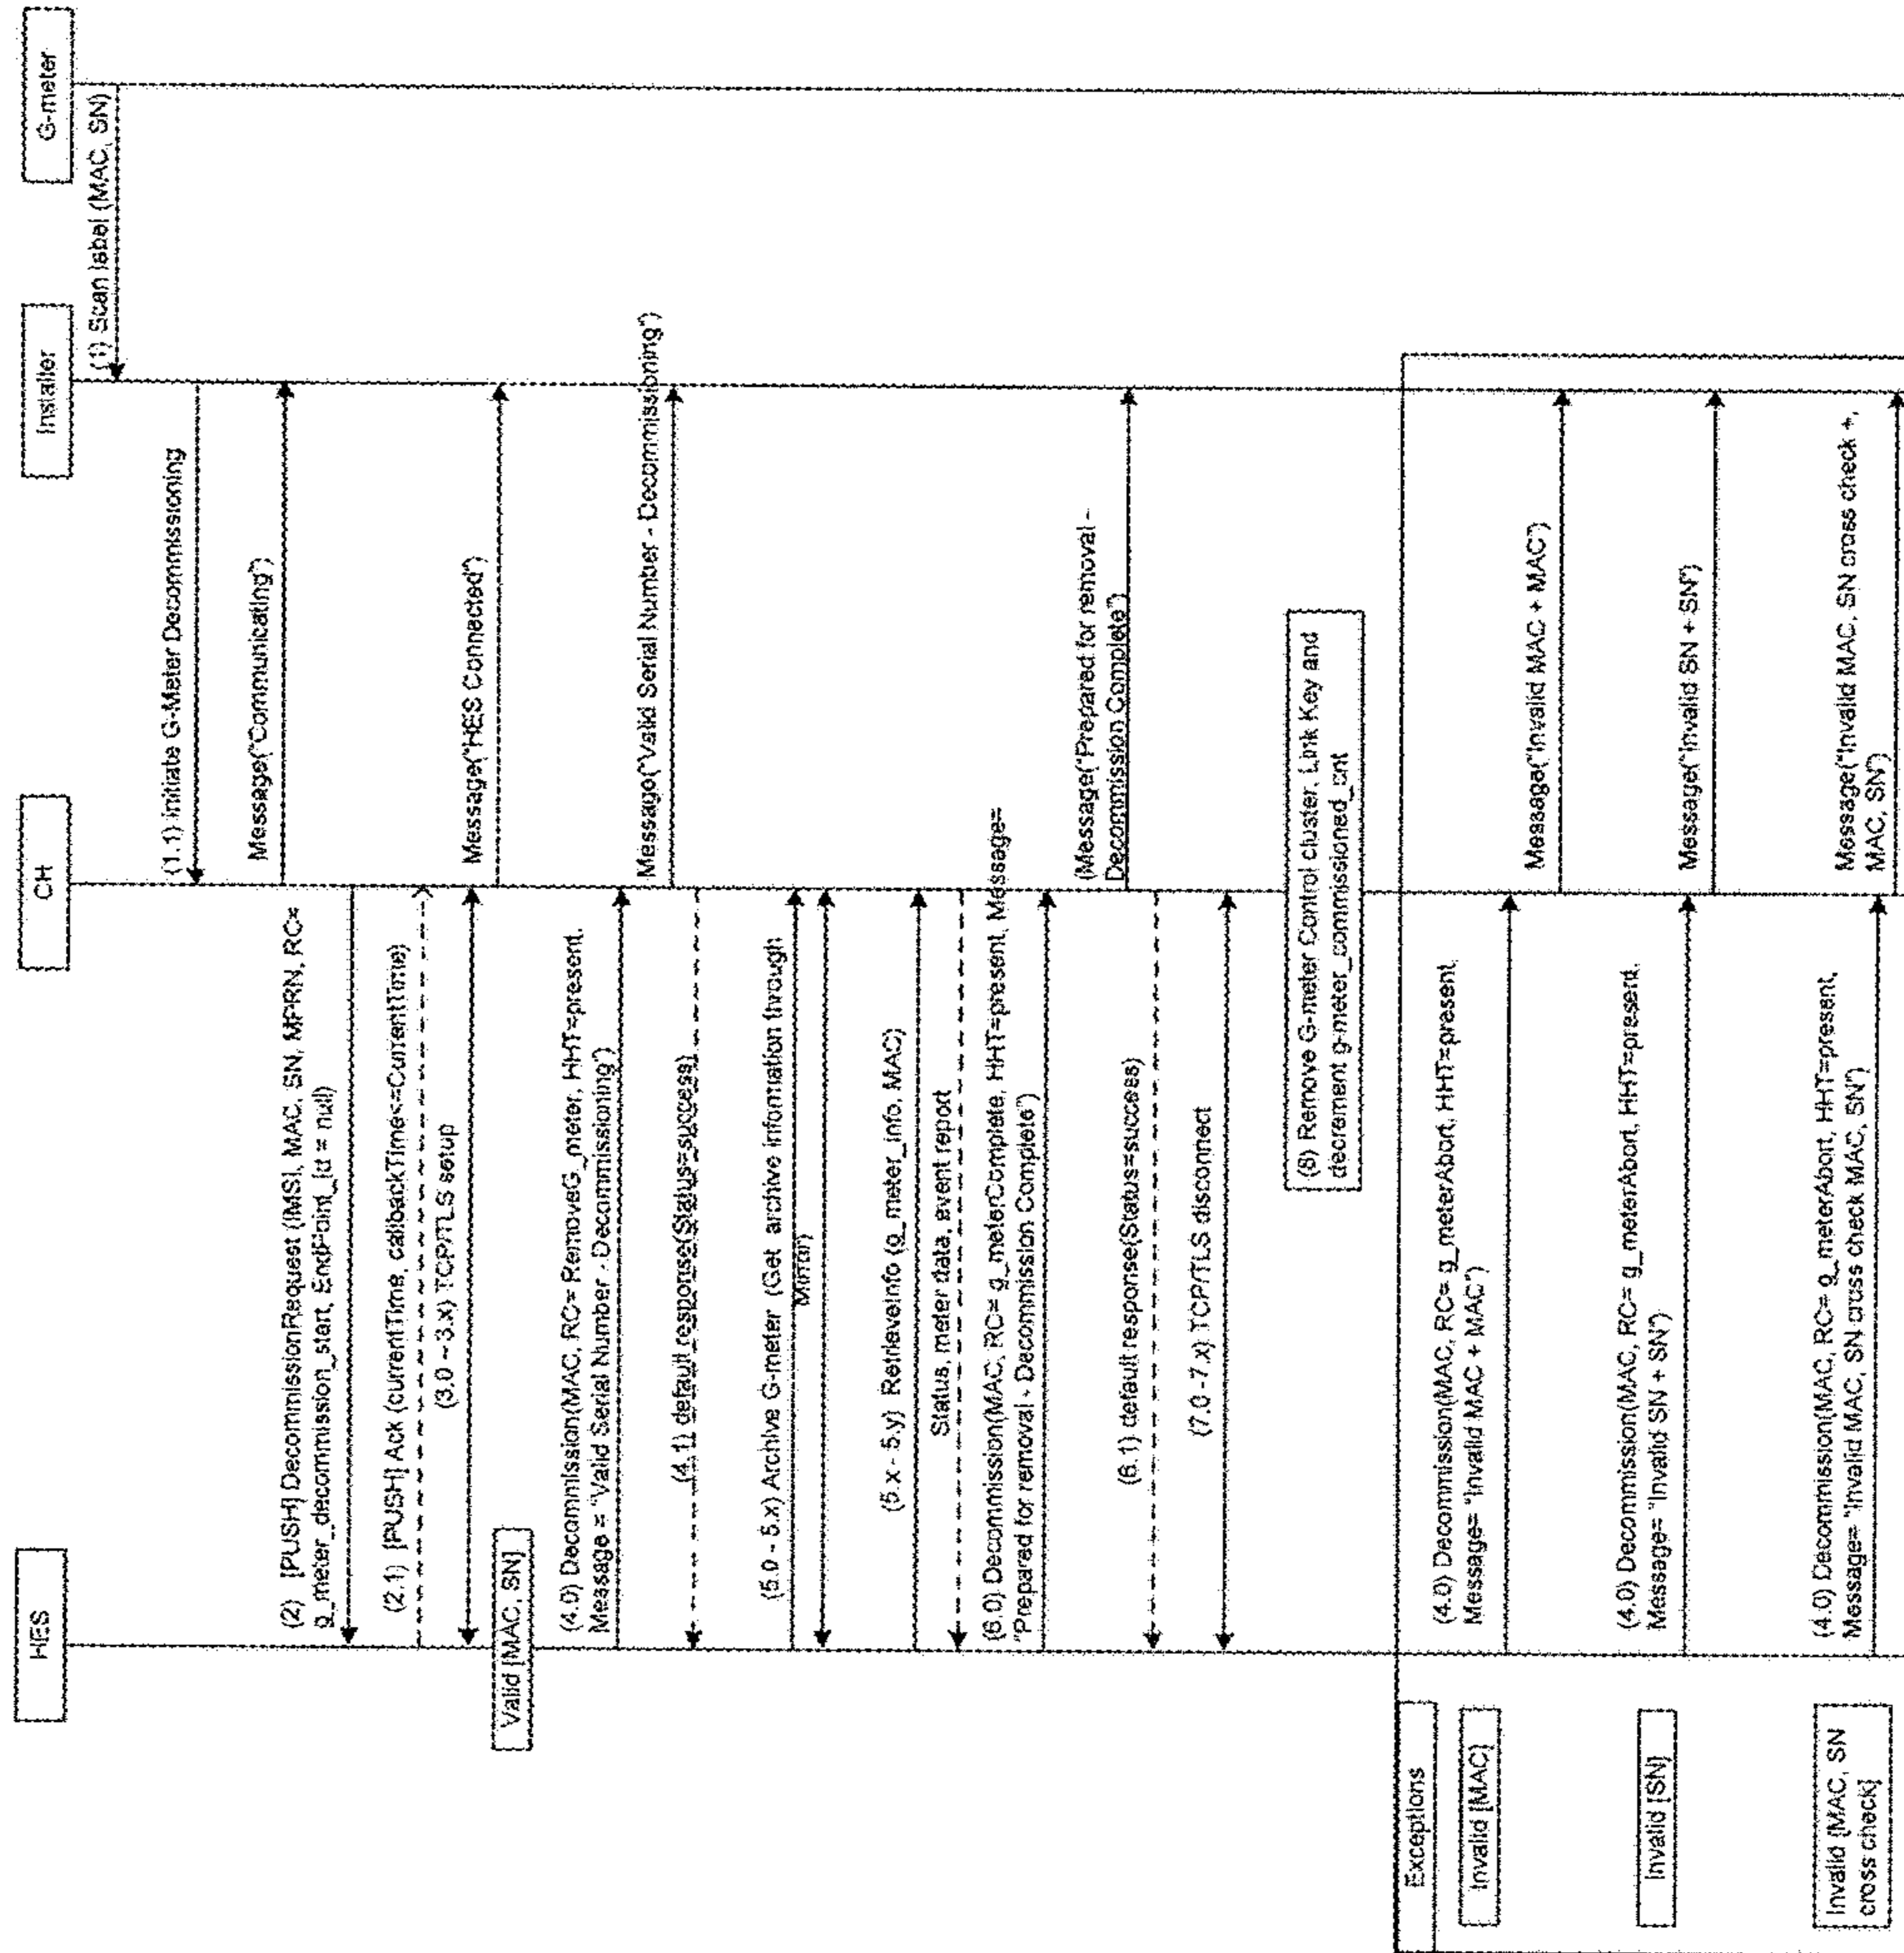 HES
CH
Installer
G-meter
(1) Scan label (MAC, SN)
(1.1) Initiate G-Meter Decommissioning
Message("Communicating")
(2) [PUSH] DecommissionRequest (IMSI, MAC, SN, MPRN, RC=
g_meter_decommission_start, EndPoint_Id = null)
(2.1) [PUSH] Ack (currentTime, callbackTime<=CurrentTime)
(3.0 – 3.x) TCP/TLS setup
Message("HES Connected")
Valid [MAC, SN]
(4.0) Decommission(MAC, RC= RemoveG_meter, HHT=present,
Message = "Valid Serial Number - Decommissioning")
Message("Valid Serial Number - Decommissioning")
(4.1) default response(Status=success)
(5.0 - 5.x) Archive G-meter (Get archive information through
Mirror)
(5.x - 5.y) RetrieveInfo (g_meter_info, MAC)
Status, meter data, event report
(6.0) Decommission(MAC, RC= g_meterComplete, HHT=present, Message=
"Prepared for removal - Decommission Complete")
(Message("Prepared for removal -
Decommission Complete")
(6.1) default response(Status=success)
(7.0 -7.x) TCP/TLS disconnect
(8) Remove G-meter Control cluster, Link Key and
decrement g-meter_commissioned_cnt
Exceptions
Invalid [MAC]
(4.0) Decommission(MAC, RC= g_meterAbort, HHT=present,
Message= "Invalid MAC + MAC")
Message("Invalid MAC + MAC")
Invalid [SN]
(4.0) Decommission(MAC, RC= g_meterAbort, HHT=present,
Message= "Invalid SN + SN")
Message("Invalid SN + SN")
Invalid [MAC, SN
cross check]
(4.0) Decommission(MAC, RC= g_meterAbort, HHT=present,
Message= "Invalid MAC, SN cross check MAC, SN")
Message("Invalid MAC, SN cross check +,
MAC, SN")